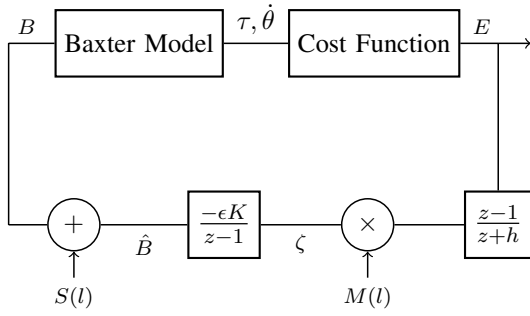 B
Baxter Model
τ, θ̇
Cost Function
E
+
B̂
−ϵK
z−1
ζ
×
z−1
z+h
S(l)
M(l)